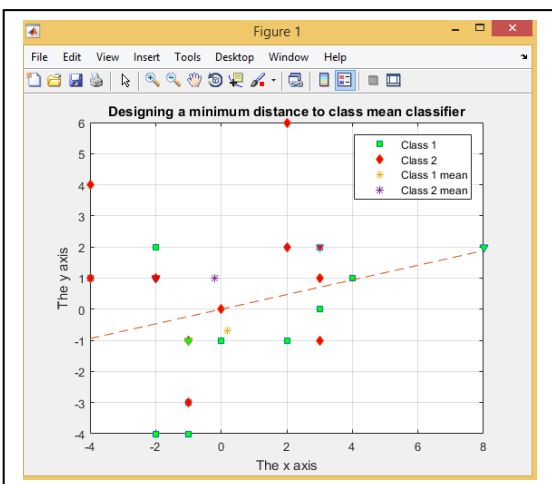 Figure 1
File Edit View Insert Tools Desktop Window Help
Designing a minimum distance to class mean classifier
6
5
4
3
2
1
0
-1
-2
-3
-4
The y axis
Class 1
Class 2
Class 1 mean
Class 2 mean
-4 -2 0 2 4 6 8
The x axis